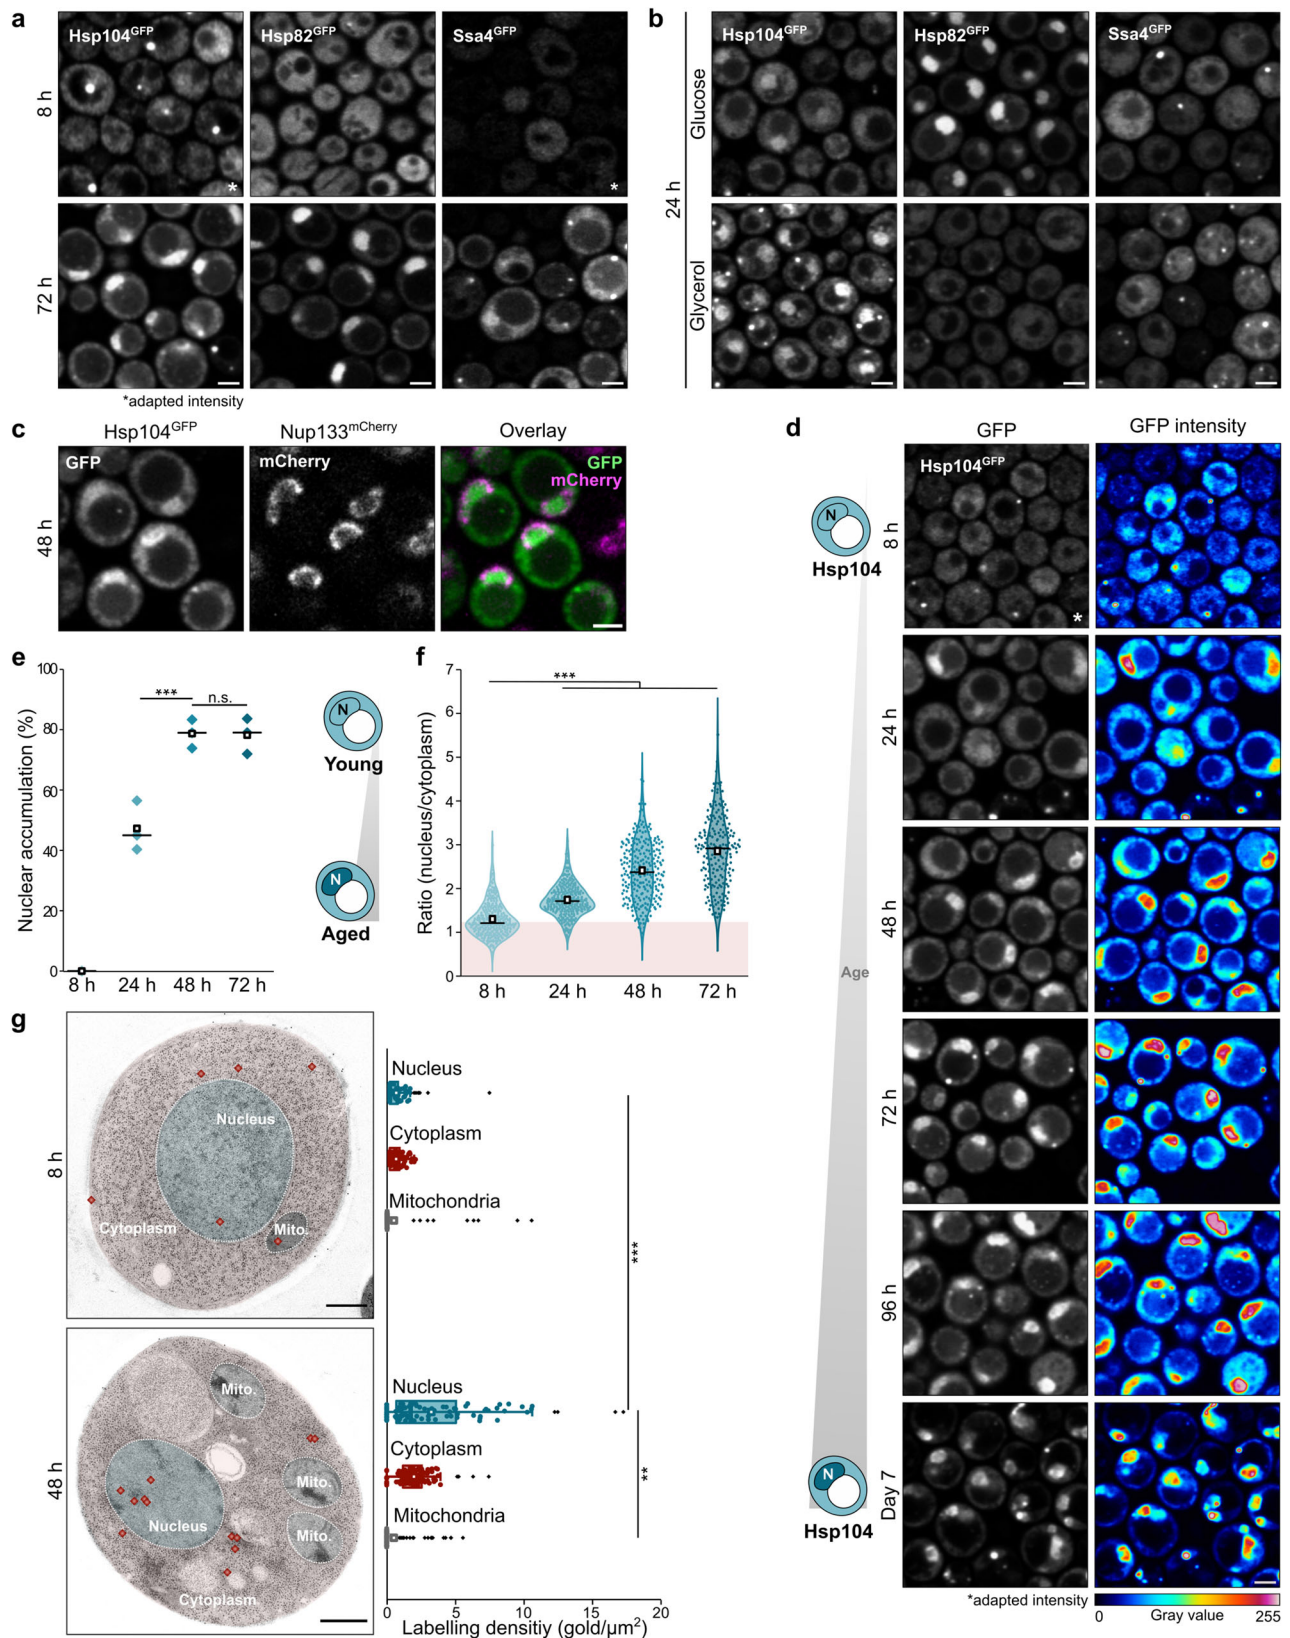 a
Hsp104GFP
Hsp82GFP
Ssa4GFP
8 h
*
*
72 h
*adapted intensity
b
Hsp104GFP
Hsp82GFP
Ssa4GFP
24 h
Glucose
Glycerol
c
Hsp104GFP
Nup133mCherry
Overlay
GFP
mCherry
GFP
mCherry
48 h
d
GFP
GFP intensity
Hsp104GFP
N
Hsp104
8 h
*
24 h
48 h
Age
72 h
96 h
N
Hsp104
Day 7
*adapted intensity
0
Gray value
255
e
Nuclear accumulation (%)
100
80
60
40
20
0
***
n.s.
8 h
24 h
48 h
72 h
N
Young
N
Aged
f
Ratio (nucleus/cytoplasm)
7
6
5
4
3
2
1
0
***
8 h
24 h
48 h
72 h
g
8 h
Nucleus
Cytoplasm
Mito.
48 h
Mito.
Mito.
Mito.
Nucleus
Cytoplasm
Nucleus
Cytoplasm
Mitochondria
***
Nucleus
Cytoplasm
**
Mitochondria
0
5
10
15
20
Labelling densitiy (gold/µm2)